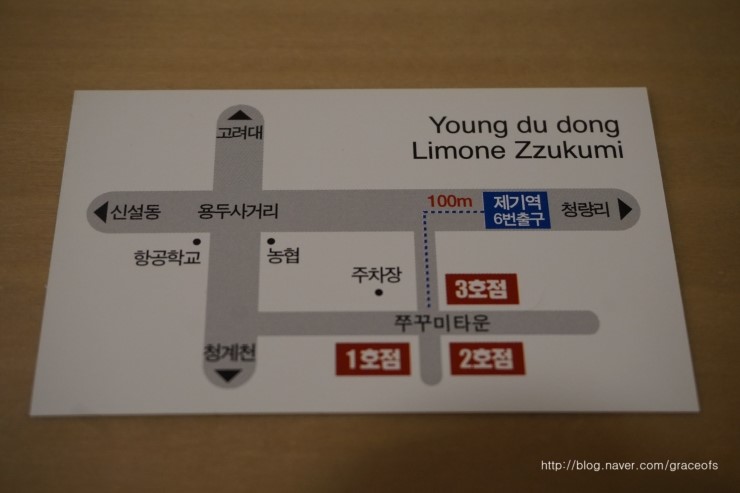 고려대
Young du dong
Limone Zzukumi
신설동
용두사거리
100m
제기역
6번출구
청량리
항공학교
농협
주차장
3호점
쭈꾸미타운
청계천
1호점
2호점
http://blog.naver.com/graceofs